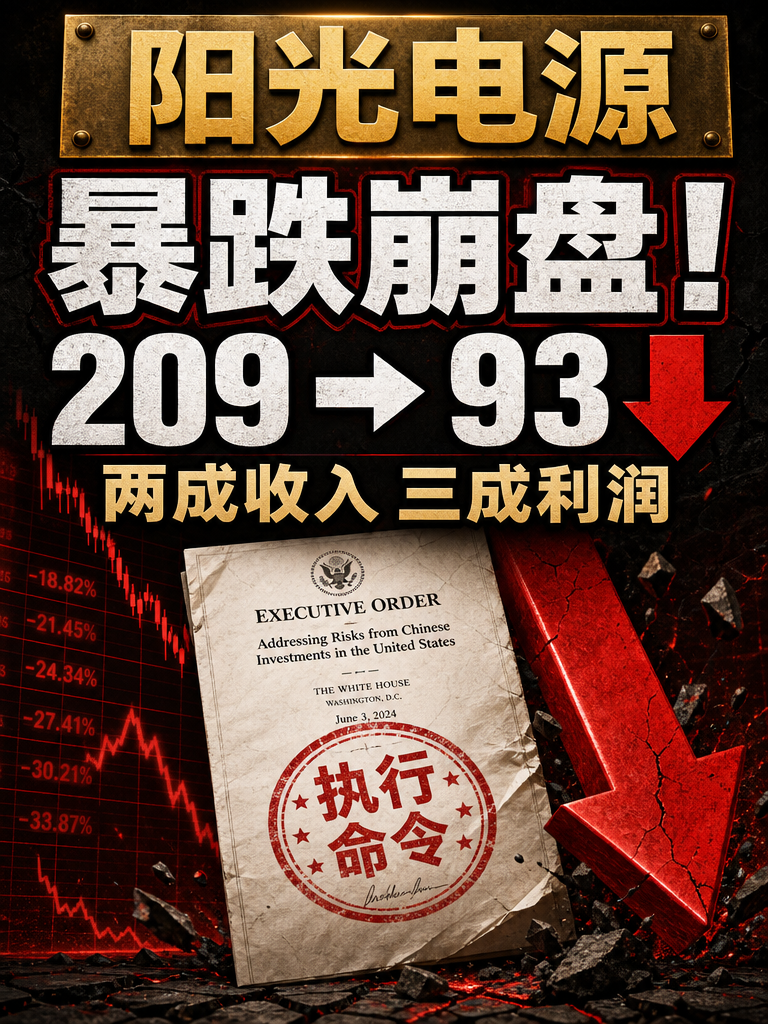 阳光电源
暴跌崩盘!
209→93
两成收入 三成利润
EXECUTIVE ORDER
Addressing Risks from Chinese
Investments in the United States
THE WHITE HOUSE
WASHINGTON, D.C.
June 3, 2024
执行
命令
-18.82%
-21.45%
-24.34%
-27.41%
-30.21%
-33.87%